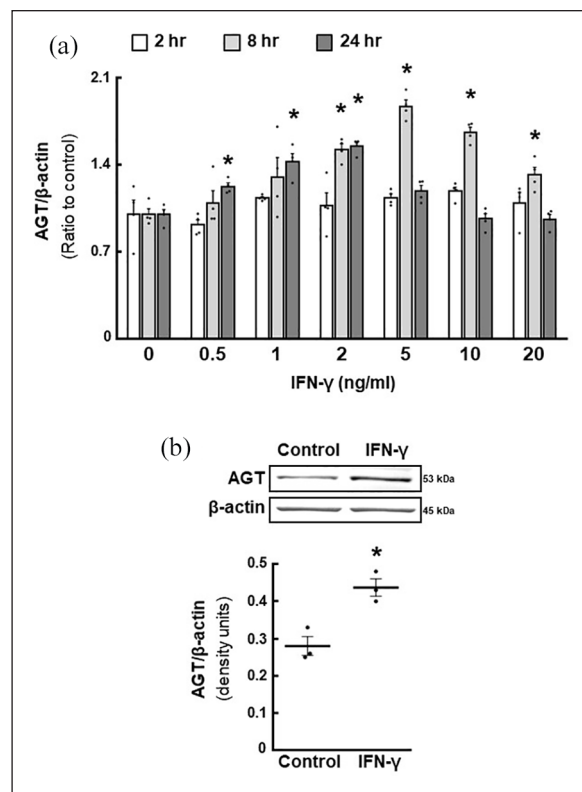 (a)
2 hr 8 hr 24 hr
2.1
1.4
0.7
0
AGT/β-actin
(Ratio to control)
* * * * * * *
0 0.5 1 2 5 10 20
IFN-γ (ng/ml)
(b)
Control IFN-γ
AGT 53 kDa
β-actin 45 kDa
0.5
0.4
0.3
0.2
0.1
0
AGT/β-actin
(density units)
*
Control IFN-γ